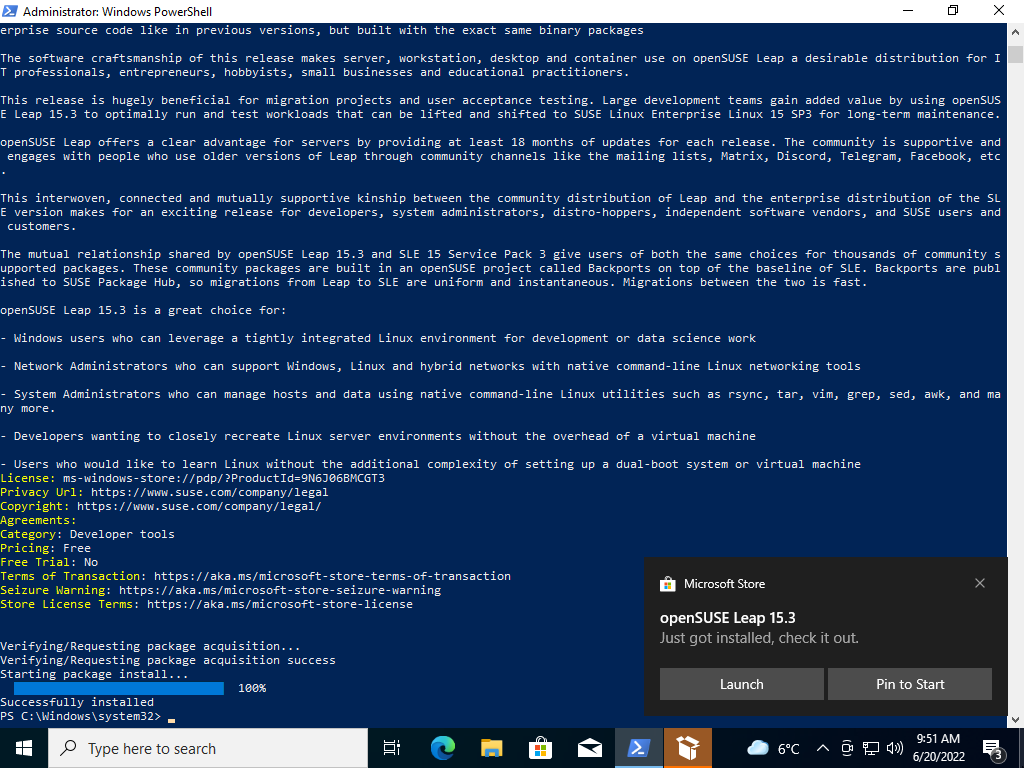 Administrator: Windows PowerShell
erprise source code like in previous versions, but built with the exact same binary packages
The software craftsmanship of this release makes server, workstation, desktop and container use on openSUSE Leap a desirable distribution for I
T professionals, entrepreneurs, hobbyists, small businesses and educational practitioners.
This release is hugely beneficial for migration projects and user acceptance testing. Large development teams gain added value by using openSUS
E Leap 15.3 to optimally run and test workloads that can be lifted and shifted to SUSE Linux Enterprise Linux 15 SP3 for long-term maintenance.
openSUSE Leap offers a clear advantage for servers by providing at least 18 months of updates for each release. The community is supportive and
engages with people who use older versions of Leap through community channels like the mailing lists, Matrix, Discord, Telegram, Facebook, etc
.
This interwoven, connected and mutually supportive kinship between the community distribution of Leap and the enterprise distribution of the SL
E version makes for an exciting release for developers, system administrators, distro-hoppers, independent software vendors, and SUSE users and
customers.
The mutual relationship shared by openSUSE Leap 15.3 and SLE 15 Service Pack 3 give users of both the same choices for thousands of community s
upported packages. These community packages are built in an openSUSE project called Backports on top of the baseline of SLE. Backports are publ
ished to SUSE Package Hub, so migrations from Leap to SLE are uniform and instantaneous. Migrations between the two is fast.
openSUSE Leap 15.3 is a great choice for:
- Windows users who can leverage a tightly integrated Linux environment for development or data science work
- Network Administrators who can support Windows, Linux and hybrid networks with native command-line Linux networking tools
- System Administrators who can manage hosts and data using native command-line Linux utilities such as rsync, tar, vim, grep, sed, awk, and ma
ny more.
- Developers wanting to closely recreate Linux server environments without the overhead of a virtual machine
- Users who would like to learn Linux without the additional complexity of setting up a dual-boot system or virtual machine
License: ms-windows-store://pdp/?ProductId=9N6J06BMCGT3
Privacy Url: https://www.suse.com/company/legal
Copyright: https://www.suse.com/company/legal/
Agreements:
Category: Developer tools
Pricing: Free
Free Trial: No
Terms of Transaction: https://aka.ms/microsoft-store-terms-of-transaction
Seizure Warning: https://aka.ms/microsoft-store-seizure-warning
Store License Terms: https://aka.ms/microsoft-store-license
Verifying/Requesting package acquisition...
Verifying/Requesting package acquisition success
Starting package install...
100%
Successfully installed
PS C:\Windows\system32>
Microsoft Store
openSUSE Leap 15.3
Just got installed, check it out.
Launch
Pin to Start
Type here to search
6°C
9:51 AM
6/20/2022
3